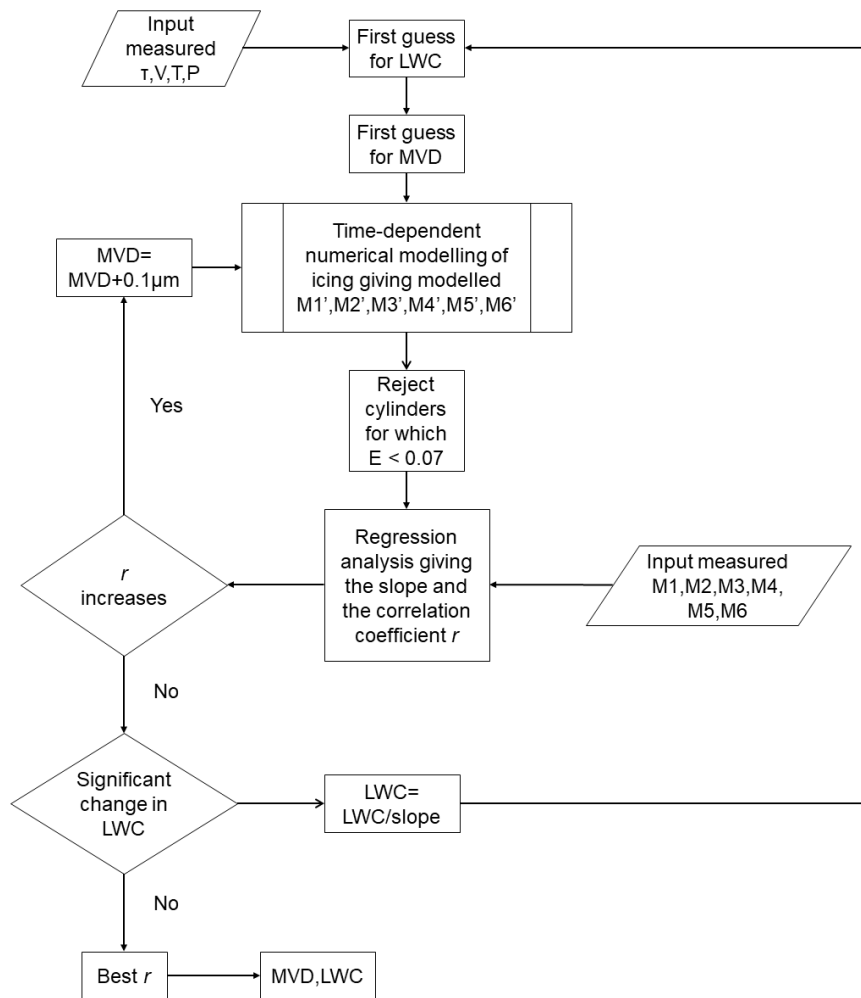 Input
measured
τ,V,T,P
First guess
for LWC
First guess
for MVD
MVD=
MVD+0.1µm
Time-dependent
numerical modelling of
icing giving modelled
M1’,M2’,M3’,M4’,M5’,M6’
Reject
cylinders
for which
E < 0.07
Yes
r
increases
Regression
analysis giving
the slope and
the correlation
coefficient r
Input measured
M1,M2,M3,M4,
M5,M6
No
Significant
change in
LWC
LWC=
LWC/slope
No
Best r
MVD,LWC